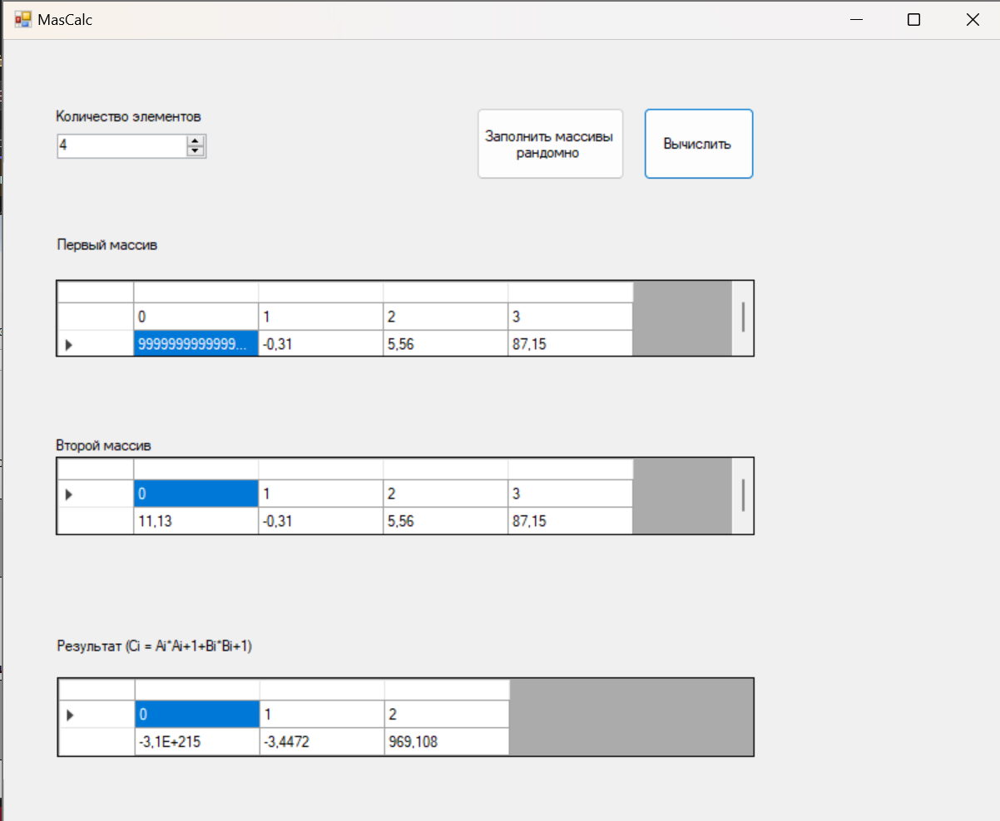 MasCalc
Количество элементов
4
Заполнить массивы
рандомно
Вычислить
Первый массив
0 1 2 3
9999999999999... -0,31 5,56 87,15
Второй массив
0 1 2 3
11,13 -0,31 5,56 87,15
Результат (Ci = Ai*Ai+1+Bi*Bi+1)
0 1 2
-3,1E+215 -3,4472 969,108